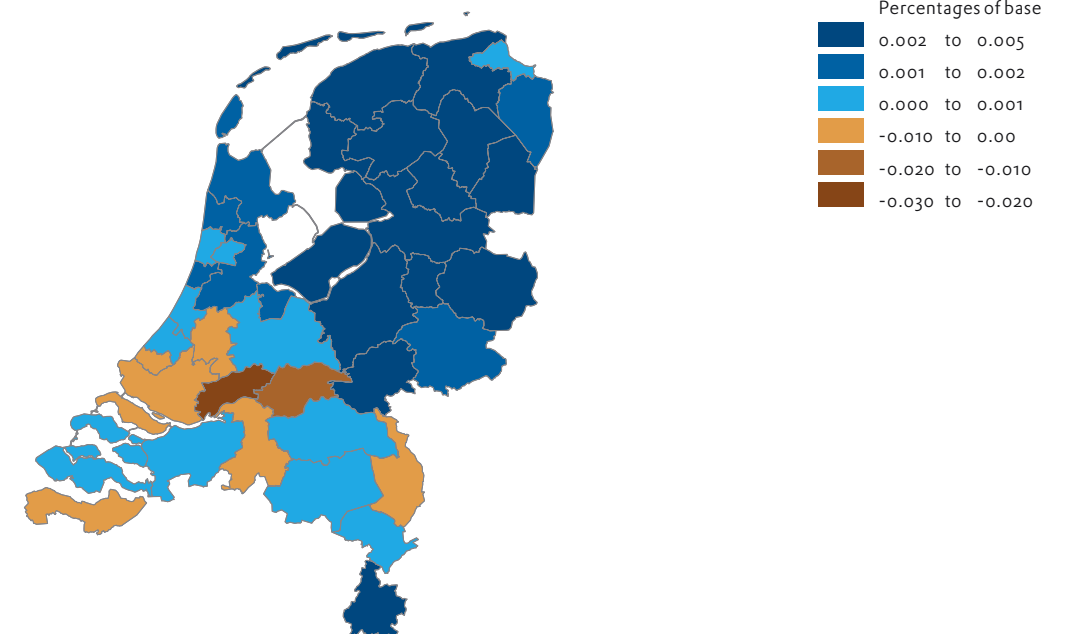 Percentages of base
0.002 to 0.005
0.001 to 0.002
0.000 to 0.001
-0.010 to 0.00
-0.020 to -0.010
-0.030 to -0.020